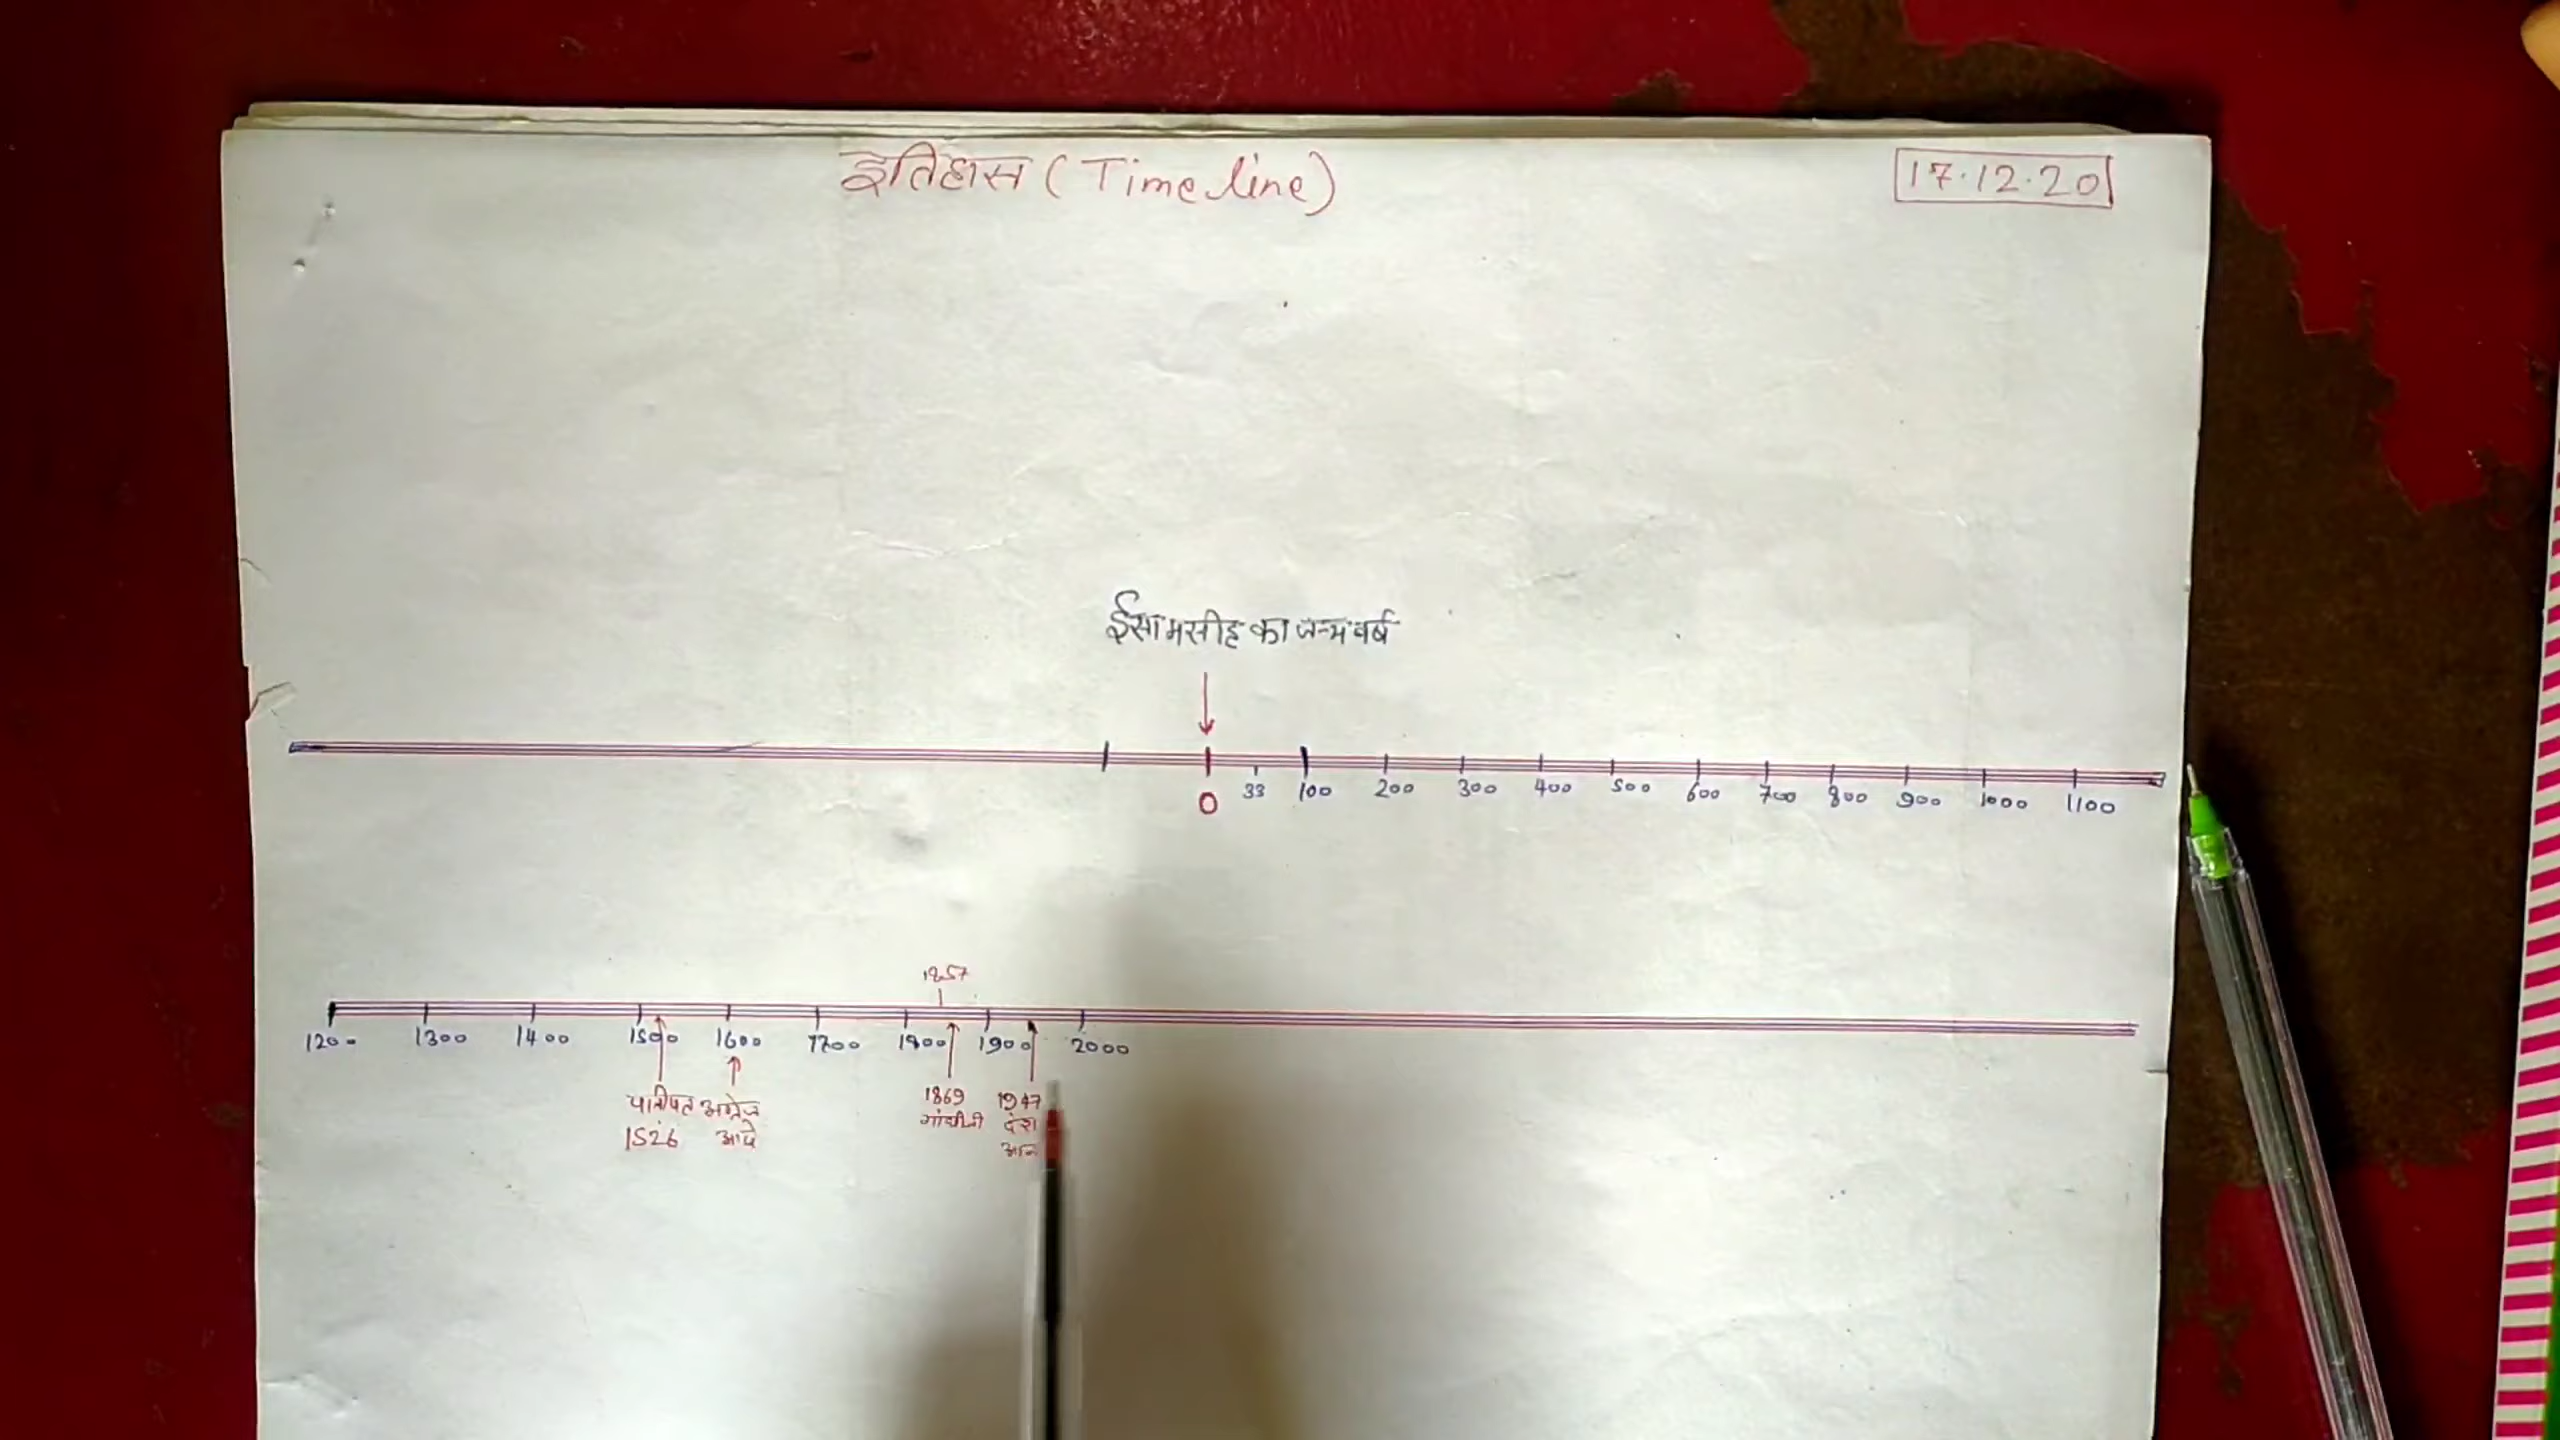 इतिहास (Time line)
17.12.20
ईसा मसीह का जन्म वर्ष
0 33 100 200 300 400 500 600 700 800 900 1000 1100
1857
1200 1300 1400 1500 1600 1700 1800 1900 2000
पानीपत अंग्रेज 1869 1947
1526 आये गांधीजी देश